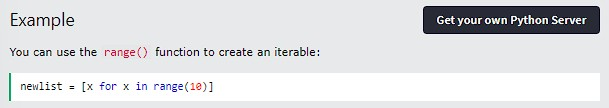 Example
Get your own Python Server
You can use the range() function to create an iterable:
newlist = [x for x in range(10)]